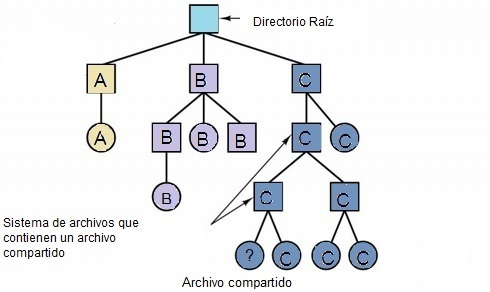 Directorio Raíz
A B C
A B B B C C
B C C
Sistema de archivos que
contienen un archivo
compartido
? C C C
Archivo compartido